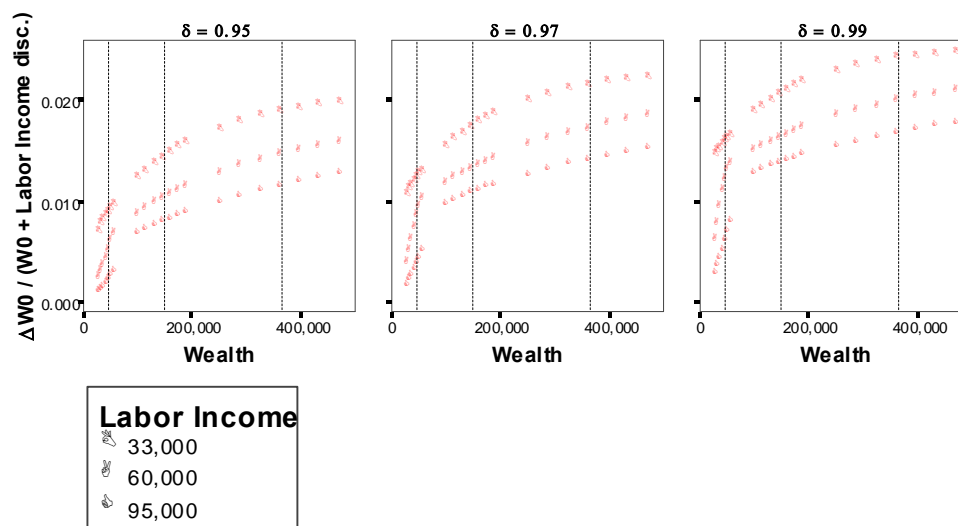 δ = 0.95
δ = 0.97
δ = 0.99
ΔW0 / (W0 + Labor Income disc.)
0.020
0.010
0.000
0
200,000
400,000
0
200,000
400,000
0
200,000
400,000
Wealth
Wealth
Wealth
Labor Income
33,000
60,000
95,000